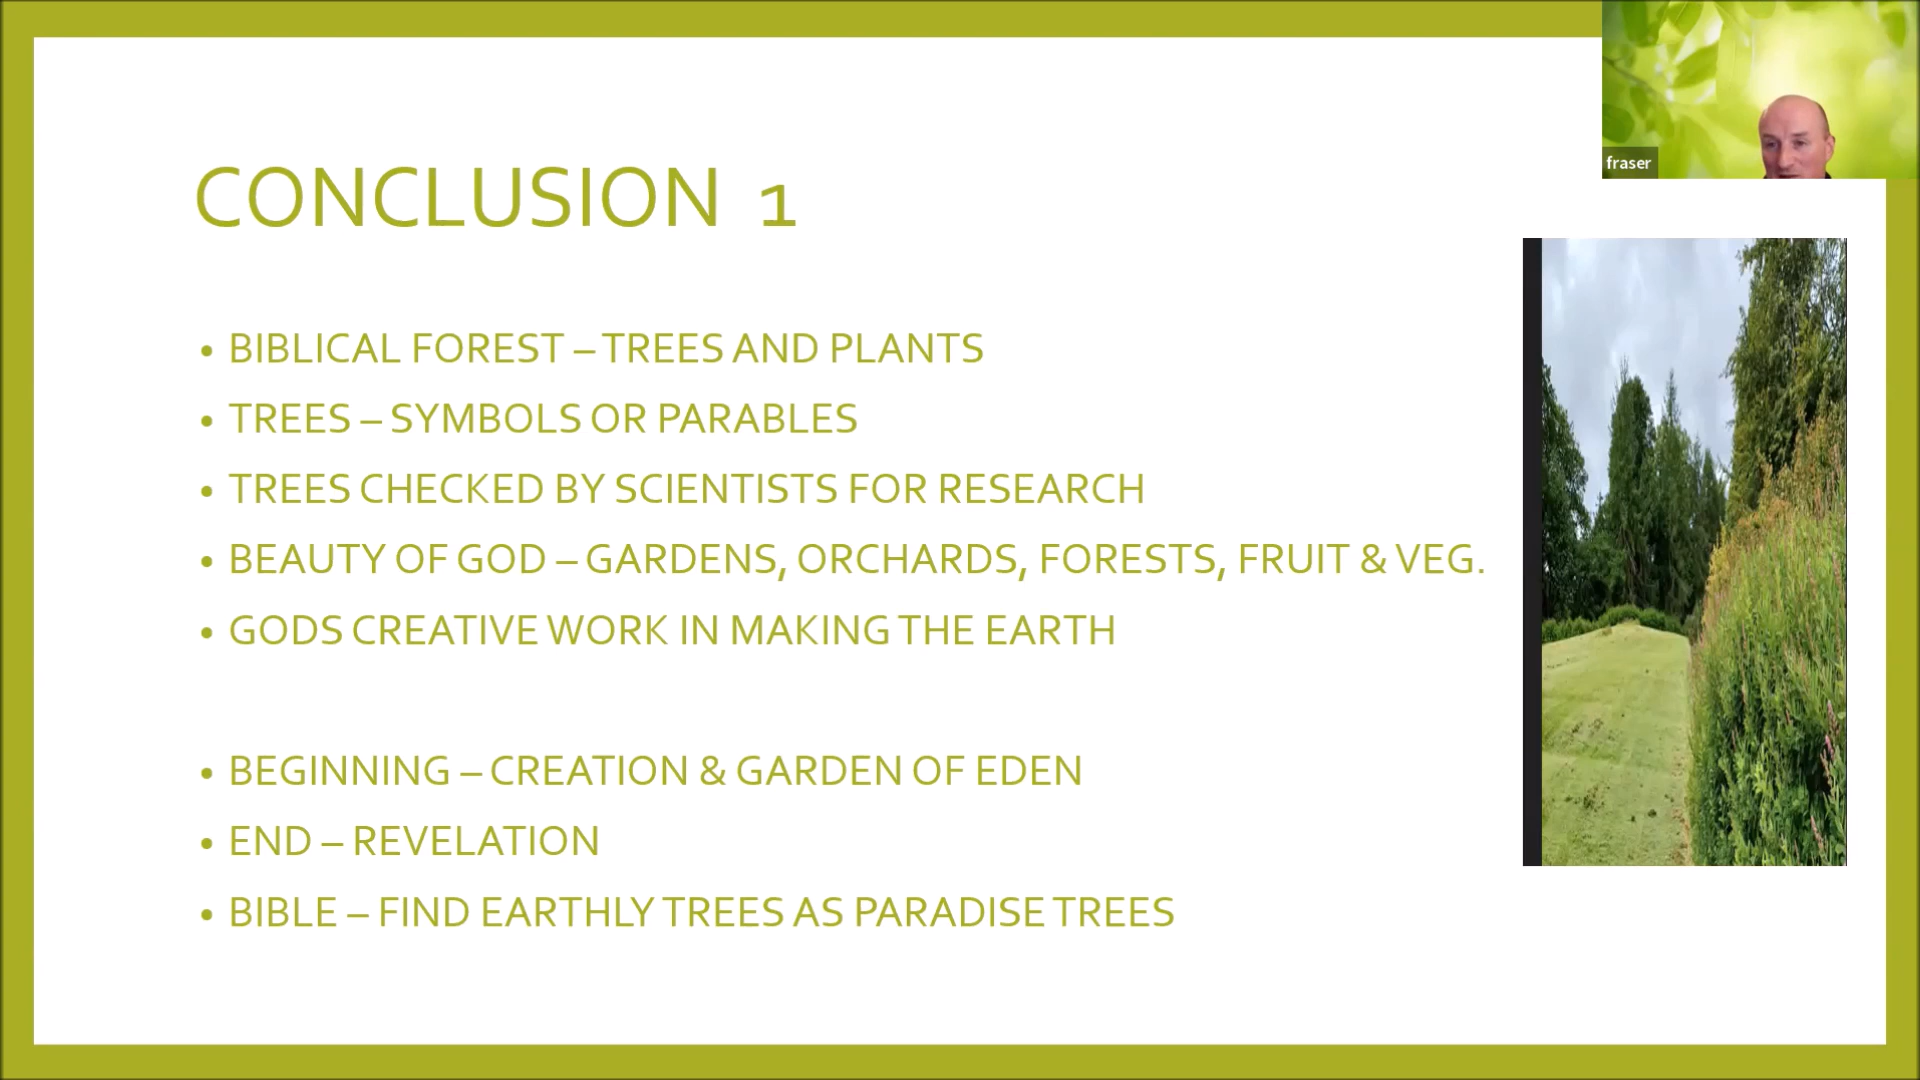 fraser
CONCLUSION 1
• BIBLICAL FOREST – TREES AND PLANTS
• TREES – SYMBOLS OR PARABLES
• TREES CHECKED BY SCIENTISTS FOR RESEARCH
• BEAUTY OF GOD – GARDENS, ORCHARDS, FORESTS, FRUIT & VEG.
• GODS CREATIVE WORK IN MAKING THE EARTH
• BEGINNING – CREATION & GARDEN OF EDEN
• END – REVELATION
• BIBLE – FIND EARTHLY TREES AS PARADISE TREES